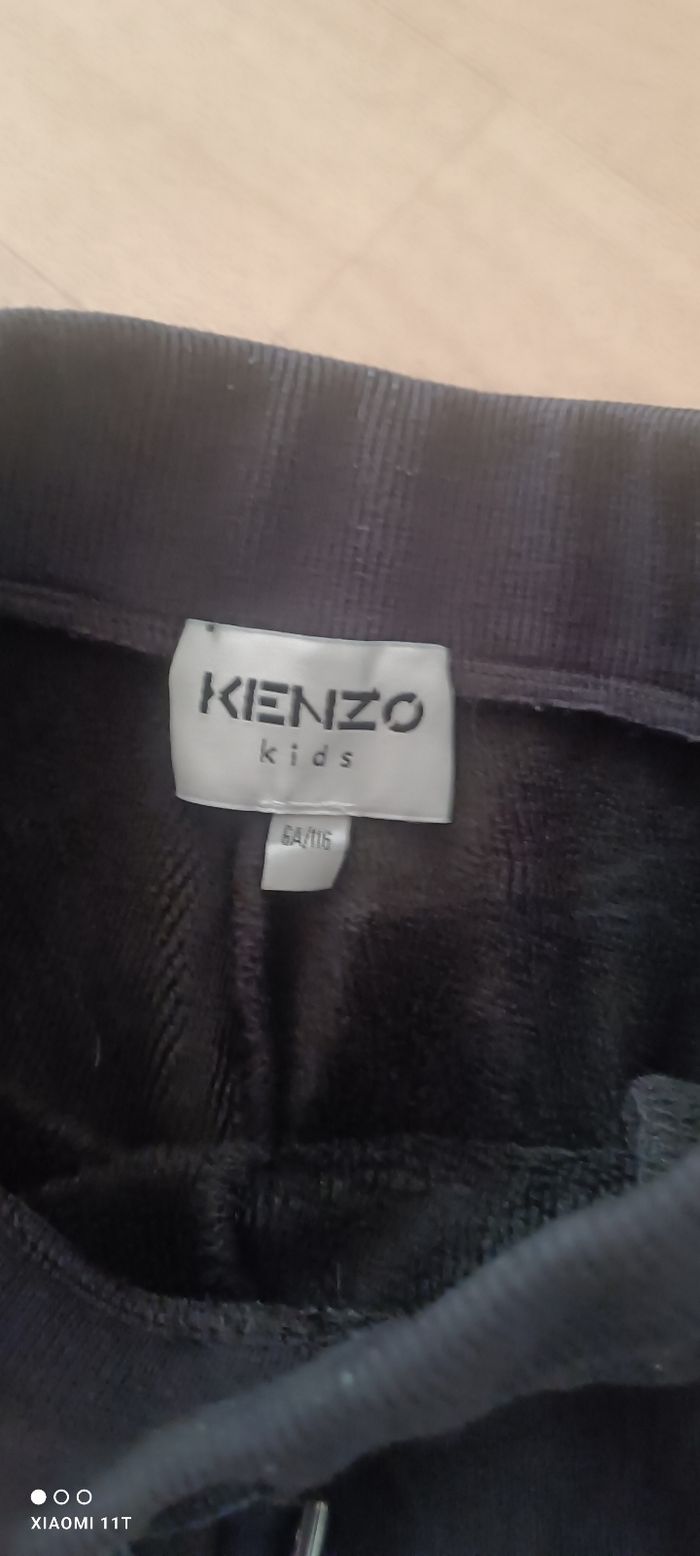 KENZO
kids
6A/116
XIAOMI 11T